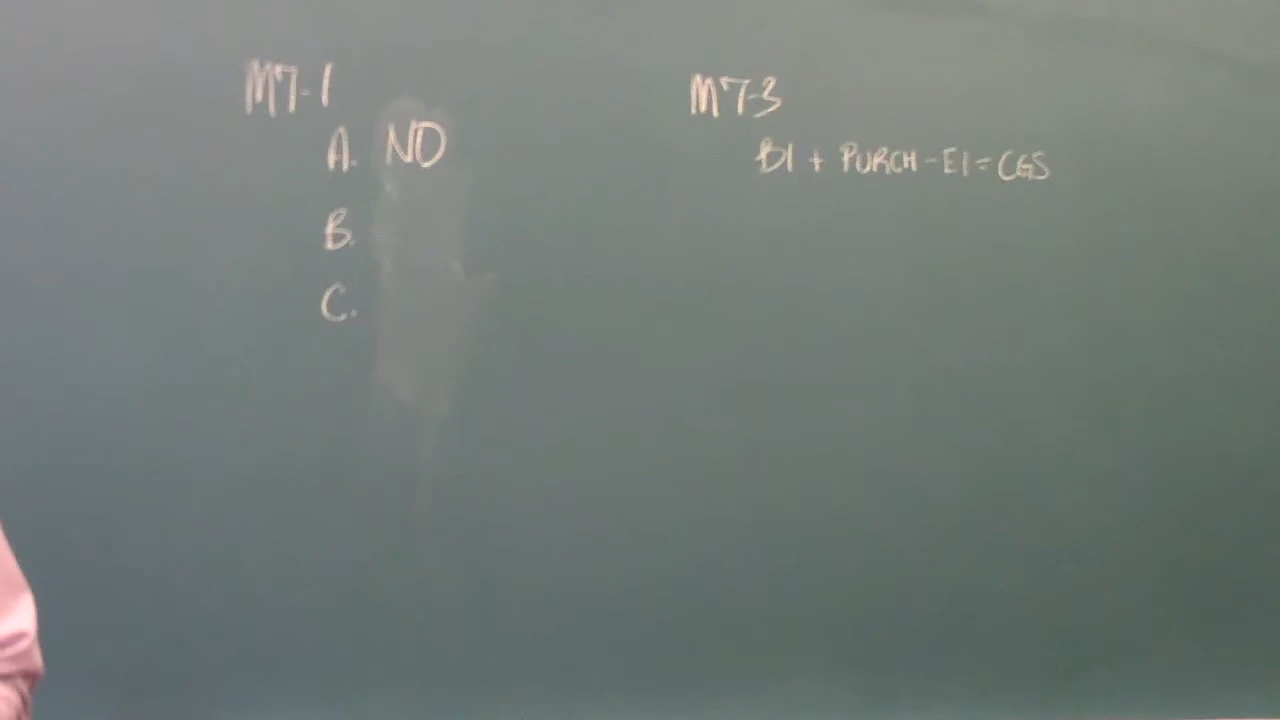 M7-1
A. NO
B.
C.
M7-3
BI + PURCH - EI = CGS